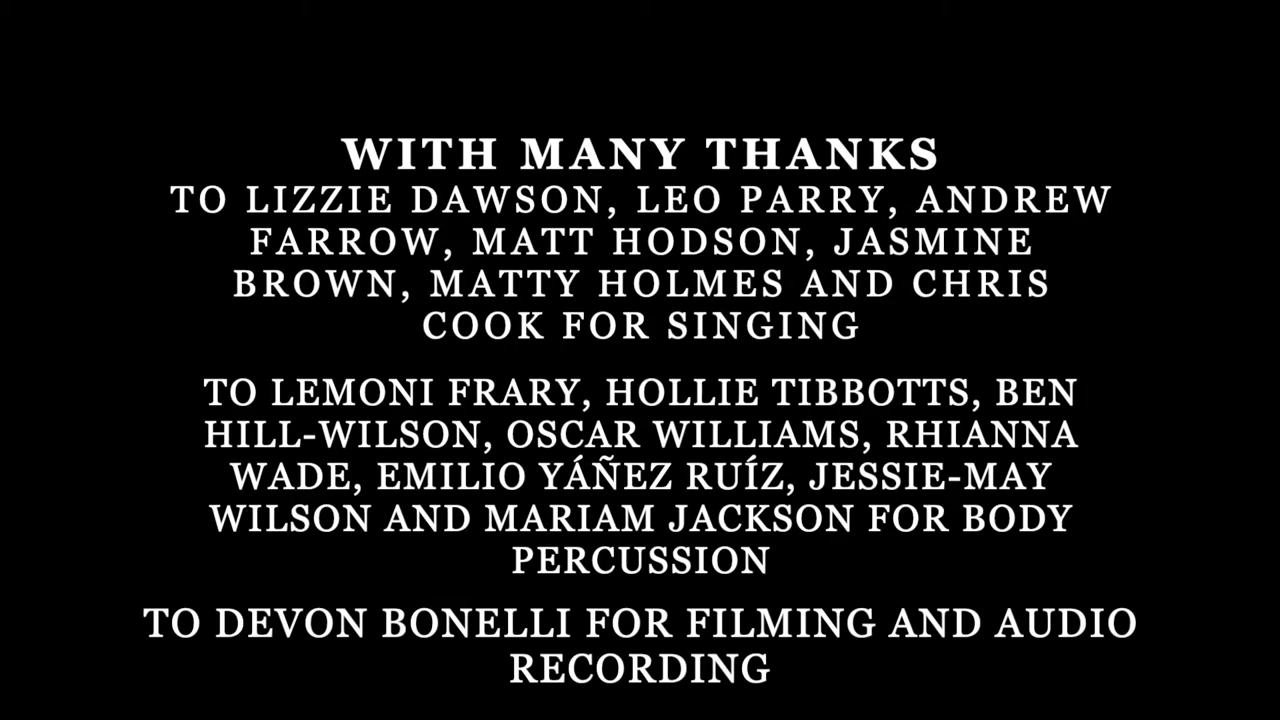 WITH MANY THANKS
TO LIZZIE DAWSON, LEO PARRY, ANDREW
FARROW, MATT HODSON, JASMINE
BROWN, MATTY HOLMES AND CHRIS
COOK FOR SINGING
TO LEMONI FRARY, HOLLIE TIBBOTTS, BEN
HILL-WILSON, OSCAR WILLIAMS, RHIANNA
WADE, EMILIO YÁÑEZ RUÍZ, JESSIE-MAY
WILSON AND MARIAM JACKSON FOR BODY
PERCUSSION
TO DEVON BONELLI FOR FILMING AND AUDIO
RECORDING